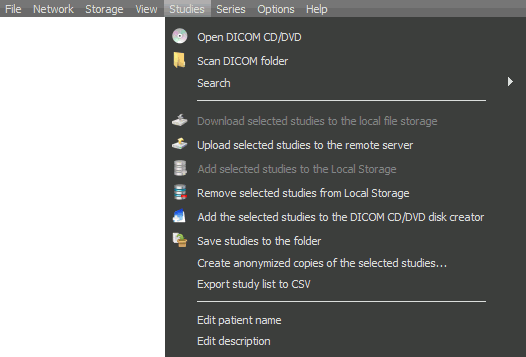 File Network Storage View Studies Series Options Help
Open DICOM CD/DVD
Scan DICOM folder
Search
Download selected studies to the local file storage
Upload selected studies to the remote server
Add selected studies to the Local Storage
Remove selected studies from Local Storage
Add the selected studies to the DICOM CD/DVD disk creator
Save studies to the folder
Create anonymized copies of the selected studies...
Export study list to CSV
Edit patient name
Edit description